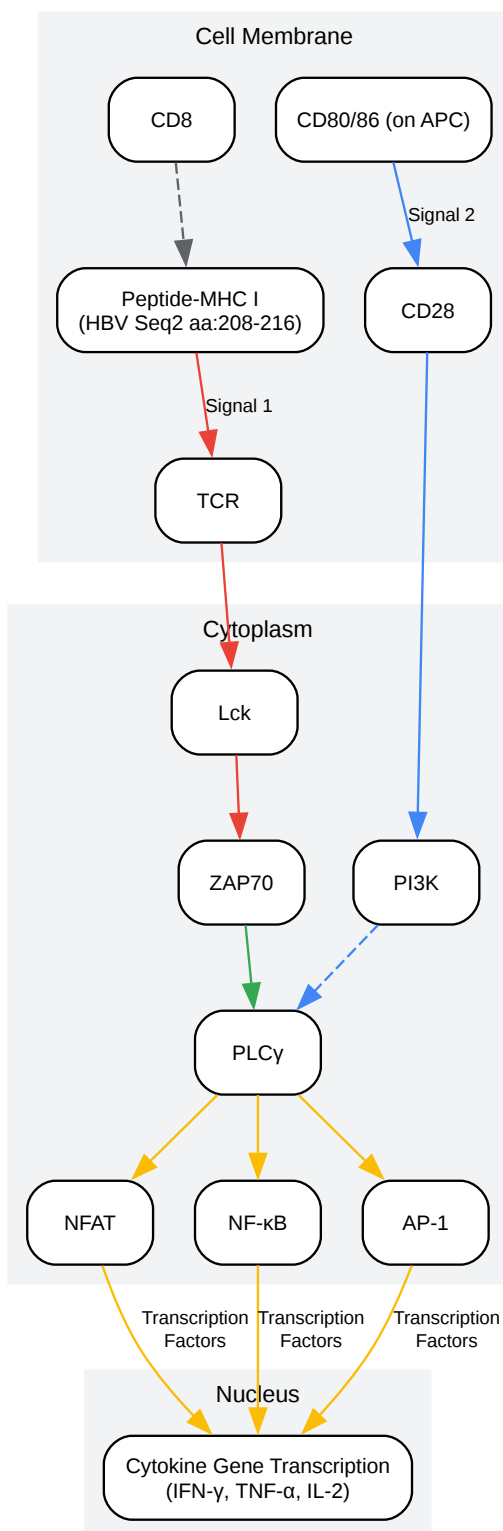 Cell Membrane
CD8
CD80/86 (on APC)
Signal 2
Peptide-MHC I
(HBV Seq2 aa:208-216)
CD28
Signal 1
TCR
Cytoplasm
Lck
ZAP70
PI3K
PLCγ
NFAT
NF-κB
AP-1
Transcription
Factors
Transcription
Factors
Transcription
Factors
Nucleus
Cytokine Gene Transcription
(IFN-γ, TNF-α, IL-2)